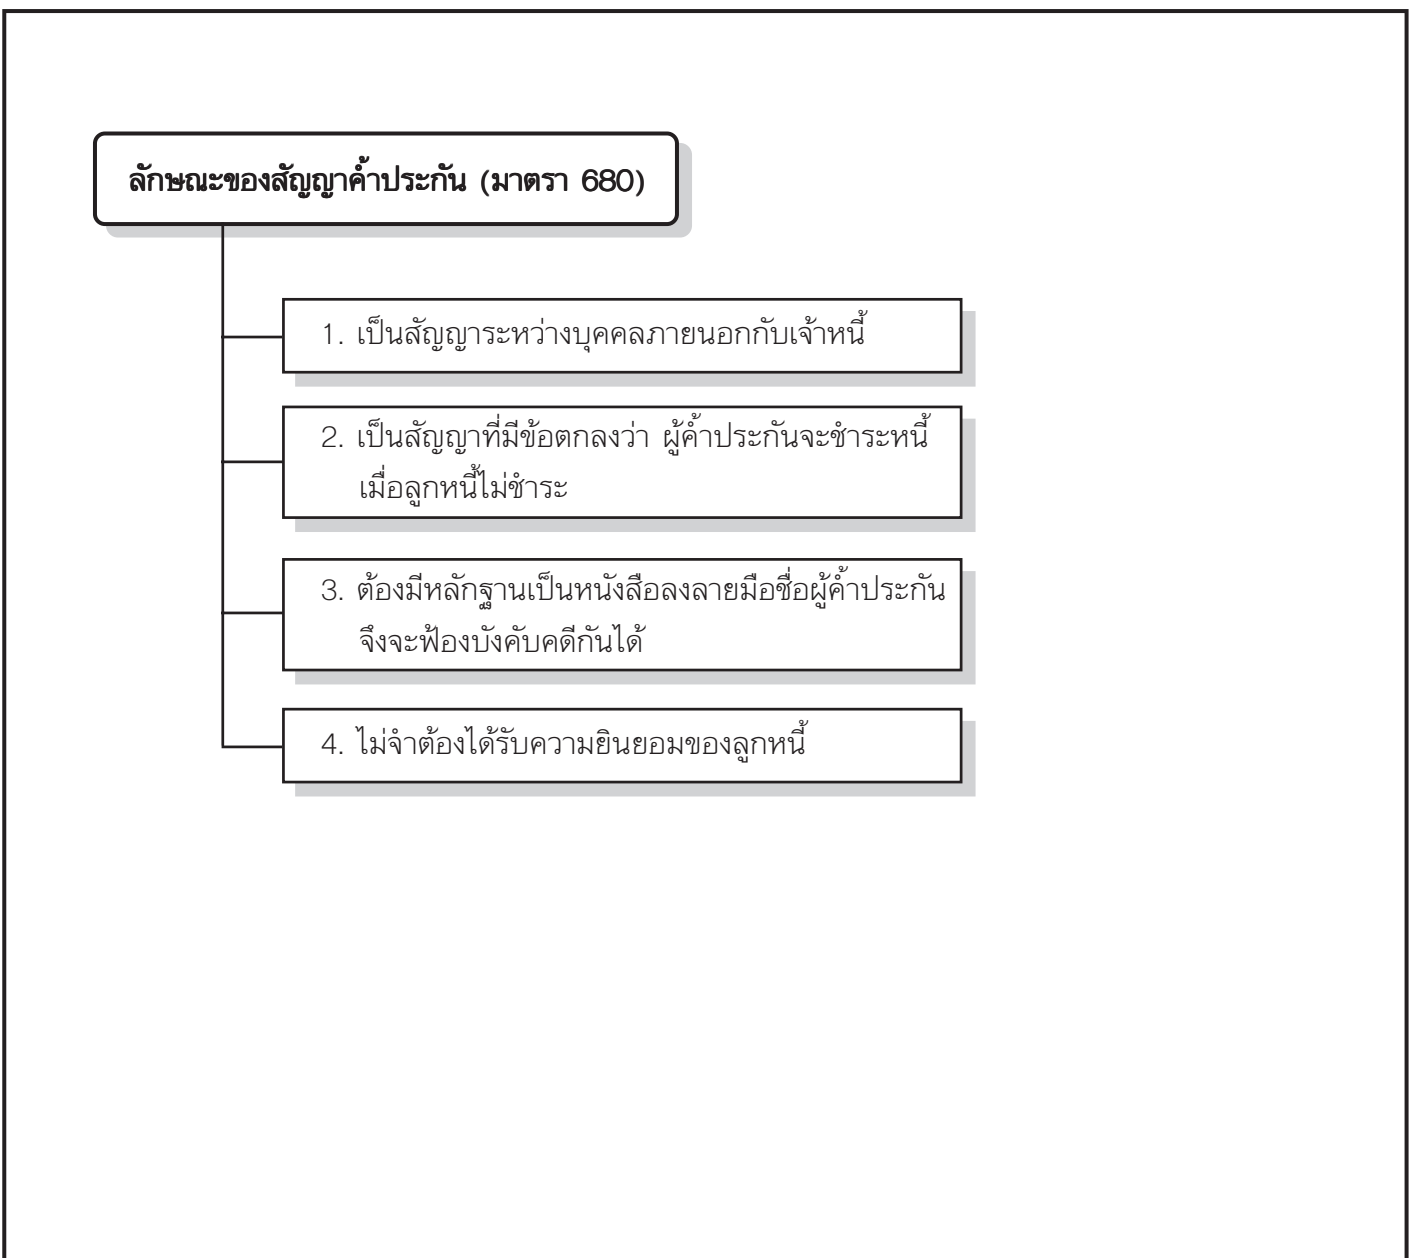 ลักษณะของสัญญาค้ำประกัน (มาตรา 680)
1. เป็นสัญญาระหว่างบุคคลภายนอกกับเจ้าหนี้
2. เป็นสัญญาที่มีข้อตกลงว่า ผู้ค้ำประกันจะชำระหนี้
เมื่อลูกหนี้ไม่ชำระ
3. ต้องมีหลักฐานเป็นหนังสือลงลายมือชื่อผู้ค้ำประกัน
จึงจะฟ้องบังคับคดีกันได้
4. ไม่จำต้องได้รับความยินยอมของลูกหนี้